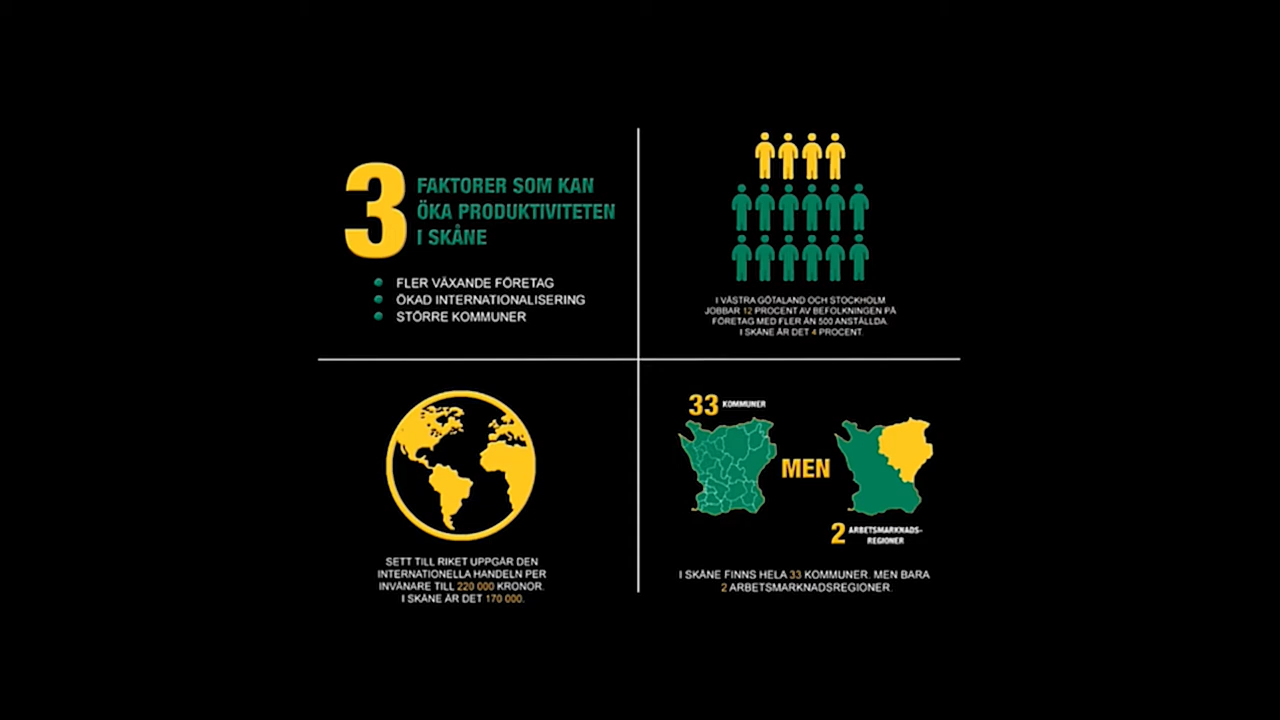 3
FAKTORER SOM KAN
ÖKA PRODUKTIVITETEN
I SKÅNE
FLER VÄXANDE FÖRETAG
ÖKAD INTERNATIONALISERING
STÖRRE KOMMUNER
I VÄSTRA GÖTALAND OCH STOCKHOLM
JOBBAR 12 PROCENT AV BEFOLKNINGEN PÅ
FÖRETAG MED FLER ÄN 500 ANSTÄLLDA.
I SKÅNE ÄR DET 4 PROCENT.
SETT TILL RIKET UPPGÅR DEN
INTERNATIONELLA HANDELN PER
INVÅNARE TILL 220 000 KRONOR.
I SKÅNE ÄR DET 170 000.
33 KOMMUNER
MEN
2 ARBETSMARKNADS-
REGIONER
I SKÅNE FINNS HELA 33 KOMMUNER. MEN BARA
2 ARBETSMARKNADSREGIONER.